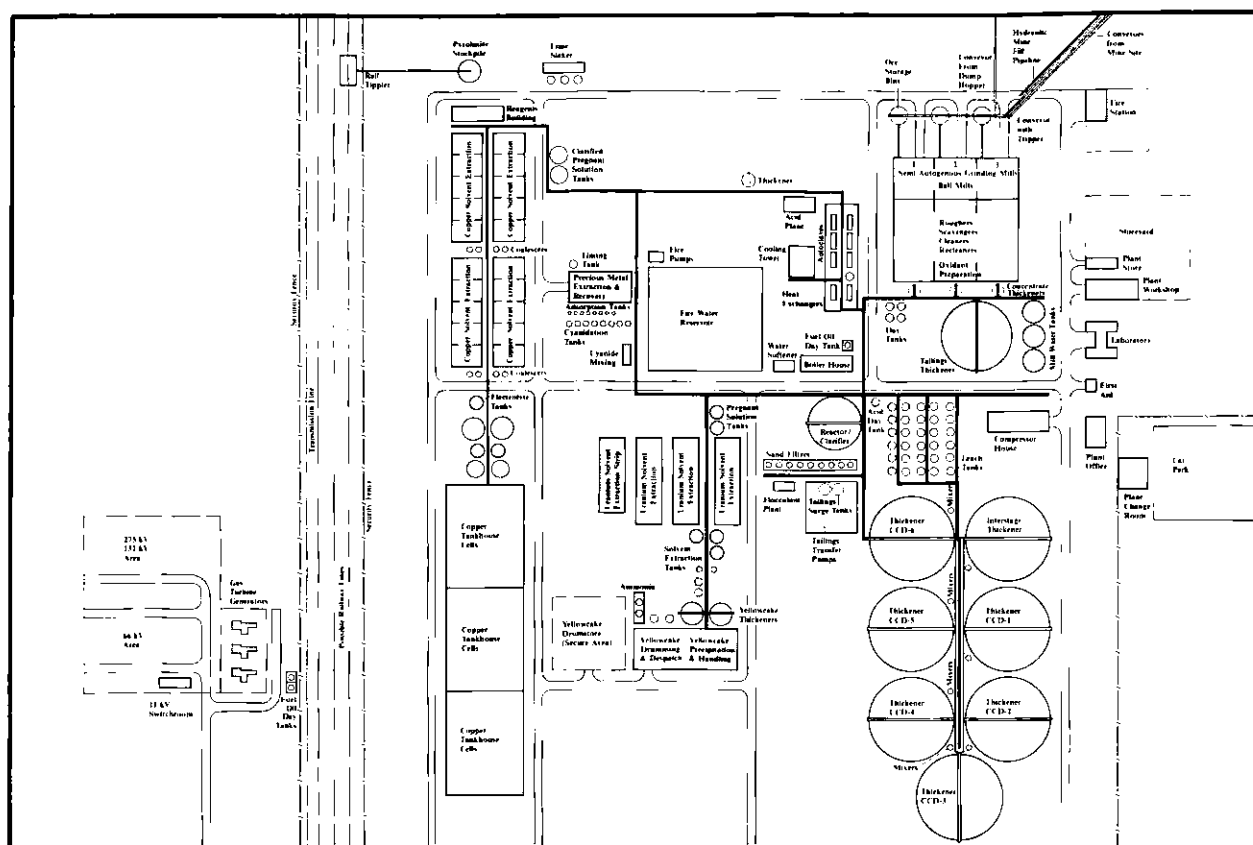 Pyrolusite
Stockpile
Lime
Slaker
Rail
Tippler
Hydraulic
Mine
Fill
Pipeline
Conveyors
from
Mine Site
Ore
Storage
Bins
Conveyor
From
Dump
Hopper
Fire
Station
Conveyor
with
Tripper
Reagents
Building
Copper Solvent Extraction
Copper Solvent Extraction
Clarified
Pregnant
Solution
Tanks
Thickener
1 2 3
Semi Autogenous Grinding Mills
Ball Mills
Acid
Plant
Autoclaves
Cooling
Tower
Heat
Exchangers
Roughers
Scavengers
Cleaners
Recleaners
Oxidant
Preparation
Concentrate
Thickeners
Storeyard
Plant
Store
Plant
Workshop
Coalescers
Liming
Tank
Precious Metal
Extraction &
Recovery
Adsorption Tanks
Cyanidation
Tanks
Cyanide
Mixing
Fire
Pumps
Fire Water
Reservoir
Copper Solvent Extraction
Copper Solvent Extraction
Coalescers
Water
Softener
Fuel Oil
Day Tank
Boiler House
Day
Tanks
Tailings
Thickener
Mill Water Tanks
Laboratory
First
Aid
Security Fence
Transmission Line
Security Fence
Possible Railway Lines
Electrolyte
Tanks
Pregnant
Solution
Tanks
Reactor/
Clarifier
Acid
Day
Tank
Leach
Tanks
Compressor
House
Plant
Office
Car
Park
Plant
Change
Room
Uranium Solvent
Extraction Strip
Uranium Solvent
Extraction
Uranium Solvent
Extraction
Uranium Solvent
Extraction
Sand Filters
Flocculent
Plant
Tailings
Surge Tanks
Tailings
Transfer
Pumps
Mixers
Thickener
CCD-6
Interstage
Thickener
Copper
Tankhouse
Cells
Solvent
Extraction
Tanks
Ammonia
275 kV
132 kV
Area
Gas
Turbine
Generators
66 kV
Area
11 kV
Switchroom
Fuel
Oil
Day
Tanks
Mixers
Thickener
CCD-5
Thickener
CCD-1
Copper
Tankhouse
Cells
Yellowcake
Drumstore
(Secure Area)
Yellowcake
Thickeners
Yellowcake
Drumming
& Despatch
Yellowcake
Precipitation
& Handling
Mixers
Thickener
CCD-4
Thickener
CCD-2
Copper
Tankhouse
Cells
Mixers
Thickener
CCD-3